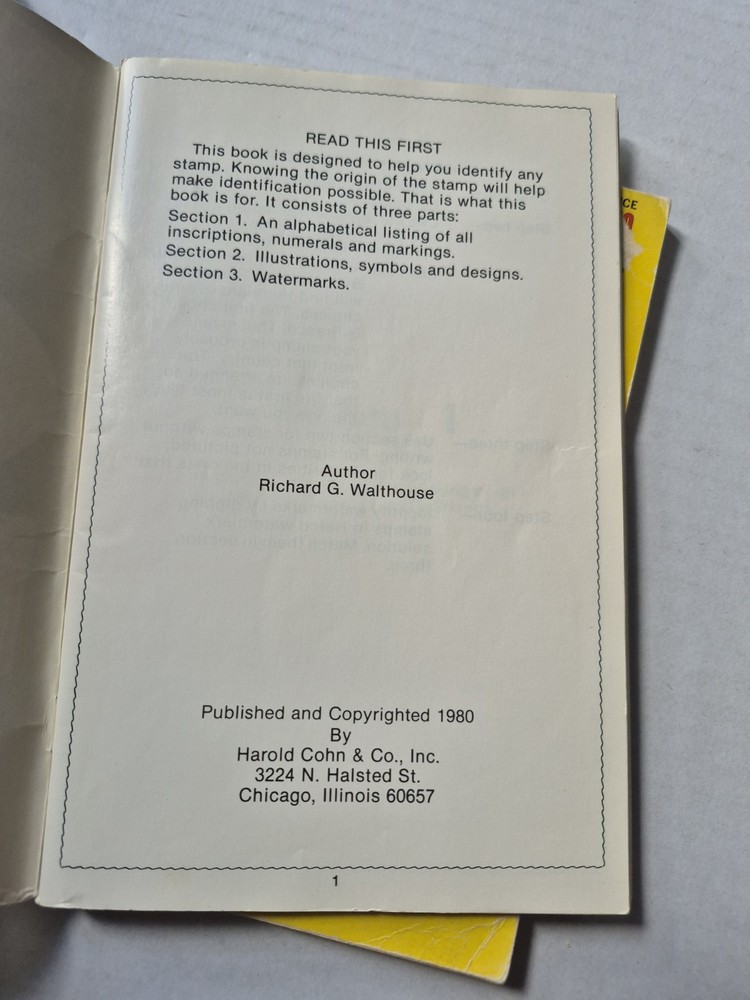 READ THIS FIRST
This book is designed to help you identify any
stamp. Knowing the origin of the stamp will help
make identification possible. That is what this
book is for. It consists of three parts:
Section 1. An alphabetical listing of all
inscriptions, numerals and markings.
Section 2. Illustrations, symbols and designs.
Section 3. Watermarks.
Author
Richard G. Walthouse
Published and Copyrighted 1980
By
Harold Cohn & Co., Inc.
3224 N. Halsted St.
Chicago, Illinois 60657
1